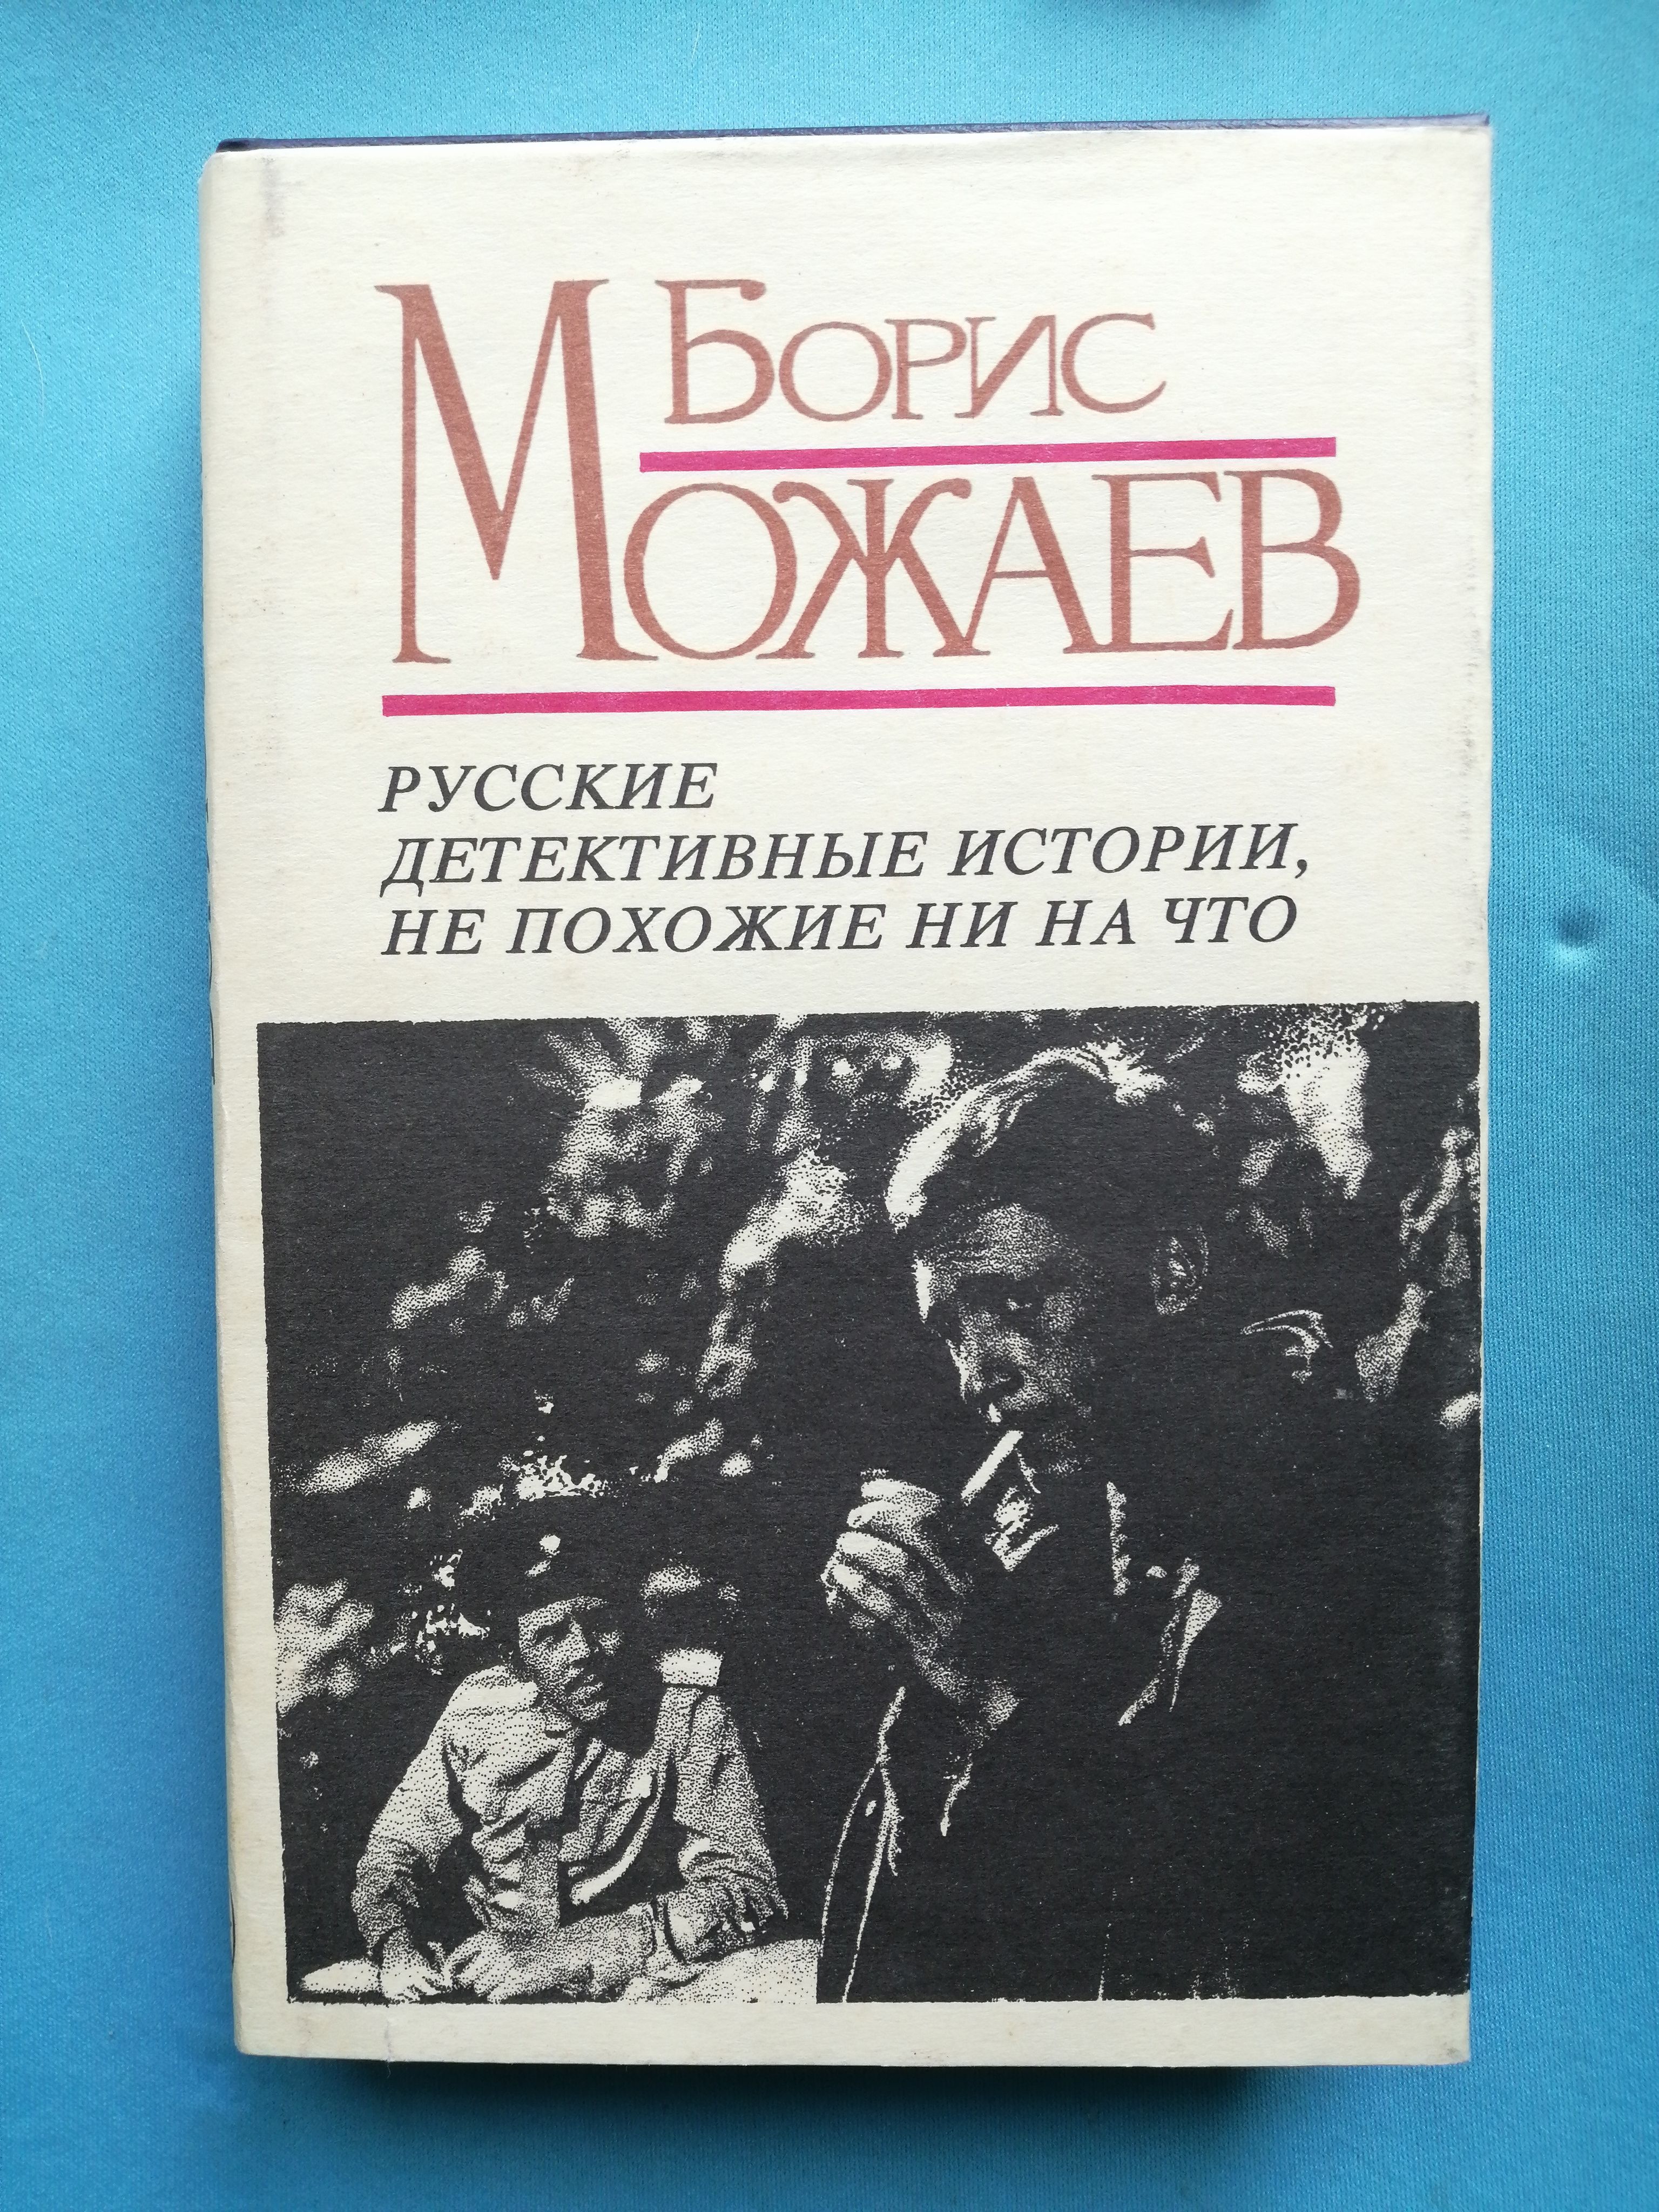 БОРИС
МОЖАЕВ
РУССКИЕ
ДЕТЕКТИВНЫЕ ИСТОРИИ,
НЕ ПОХОЖИЕ НИ НА ЧТО